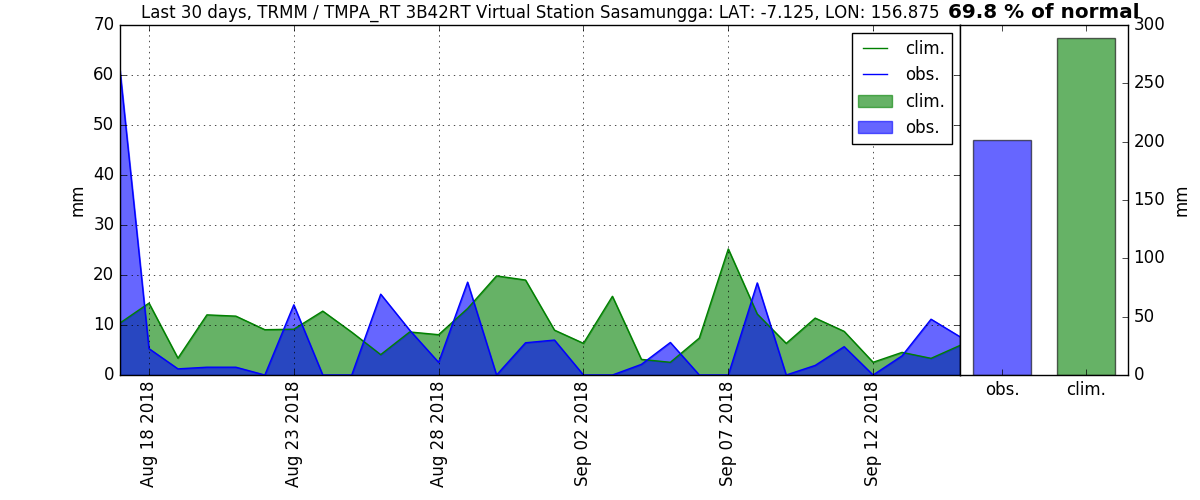 Last 30 days, TRMM / TMPA_RT 3B42RT Virtual Station Sasamungga: LAT: -7.125, LON: 156.875
69.8 % of normal
70
60
50
40
30
20
10
0
mm
clim.
obs.
clim.
obs.
Aug 18 2018
Aug 23 2018
Aug 28 2018
Sep 02 2018
Sep 07 2018
Sep 12 2018
300
250
200
150
100
50
0
mm
obs.
clim.